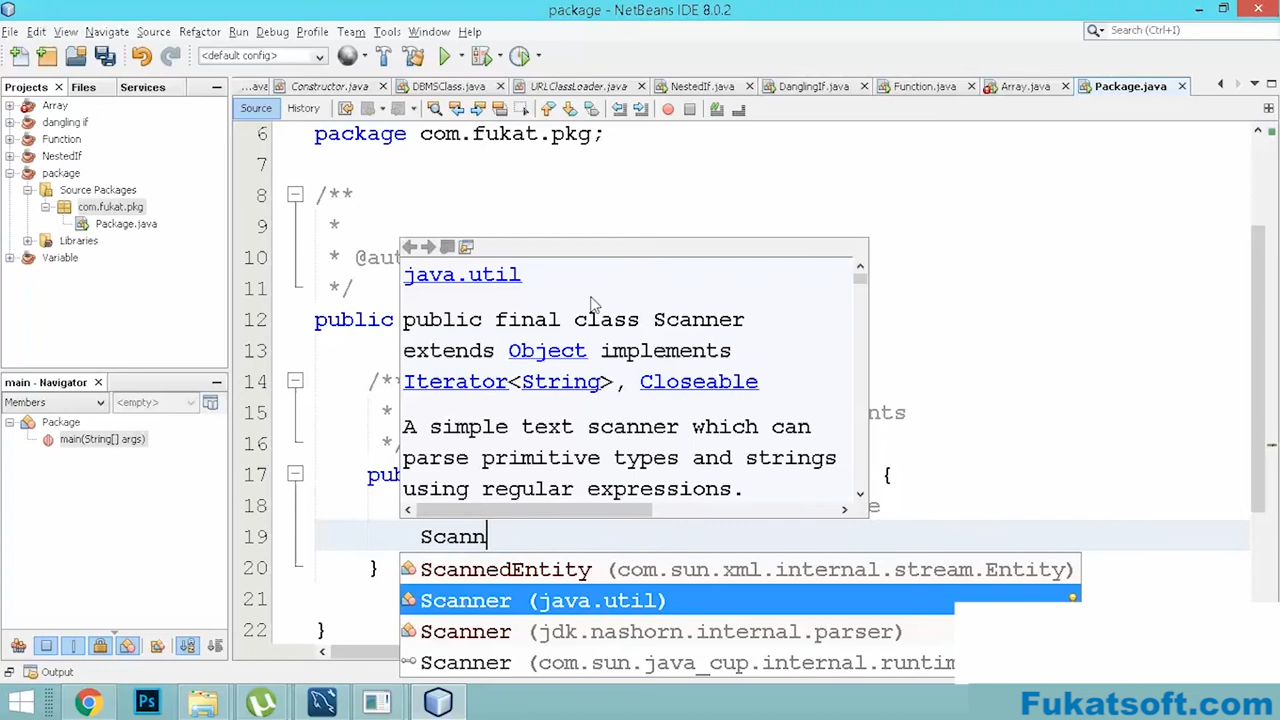 package - NetBeans IDE 8.0.2
File Edit View Navigate Source Refactor Run Debug Profile Team Tools Window Help
Search (Ctrl+I)
<default config>
Projects Files Services
...ava Constructor.java DBMSClass.java URLClassLoader.java NestedIf.java DanglingIf.java Function.java Array.java Package.java
Source History
Array
dangling if
Function
NestedIf
package
Source Packages
com.fukat.pkg
Package.java
Libraries
Variable
main - Navigator
Members <empty>
Package
main(String[] args)
6 package com.fukat.pkg;
7
8 /**
9 *
10 * @aut
11 */
12 public
13
14 /**
15 * ents
16 */
17 pub {
18 e
19 Scann
20 }
21
22 }
java.util
public final class Scanner
extends Object implements
Iterator<String>, Closeable
A simple text scanner which can
parse primitive types and strings
using regular expressions.
ScannedEntity (com.sun.xml.internal.stream.Entity)
Scanner (java.util)
Scanner (jdk.nashorn.internal.parser)
Scanner (com.sun.java_cup.internal.runtim
Output
Ps
Fukatsoft.com